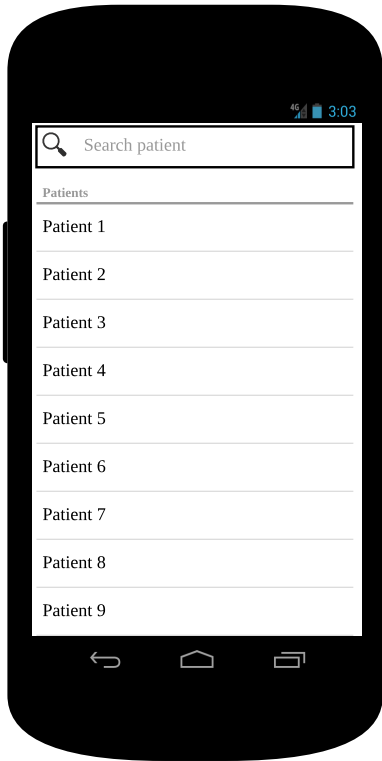 4G 3:03
Search patient
Patients
Patient 1
Patient 2
Patient 3
Patient 4
Patient 5
Patient 6
Patient 7
Patient 8
Patient 9